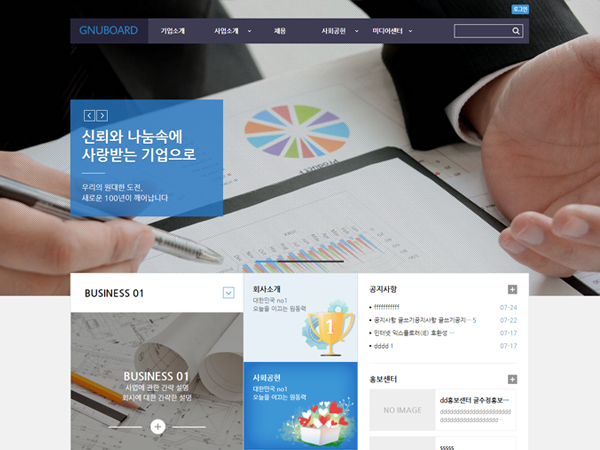 로그인
GNUBOARD
기업소개
사업소개
채용
사회공헌
미디어센터
신뢰와 나눔속에
사랑받는 기업으로
우리의 원대한 도전,
새로운 100년이 깨어납니다
PRODUCT
BUSINESS 01
BUSINESS 01
사업에 관한 간략 설명
회사에 대한 간략한 설명
회사소개
대한민국 no1
오늘을 이끄는 원동력
1
사회공헌
대한민국 no1
오늘을 이끄는 원동력
공지사항
fffffffffff 07-24
공지사항 글쓰기공지사항 글쓰기공지… 5 07-22
인터넷 익스플로러(IE) 호환성 … 07-17
dddd 1 07-17
홍보센터
NO IMAGE
dd홍보센터 글수정홍보…
sssss